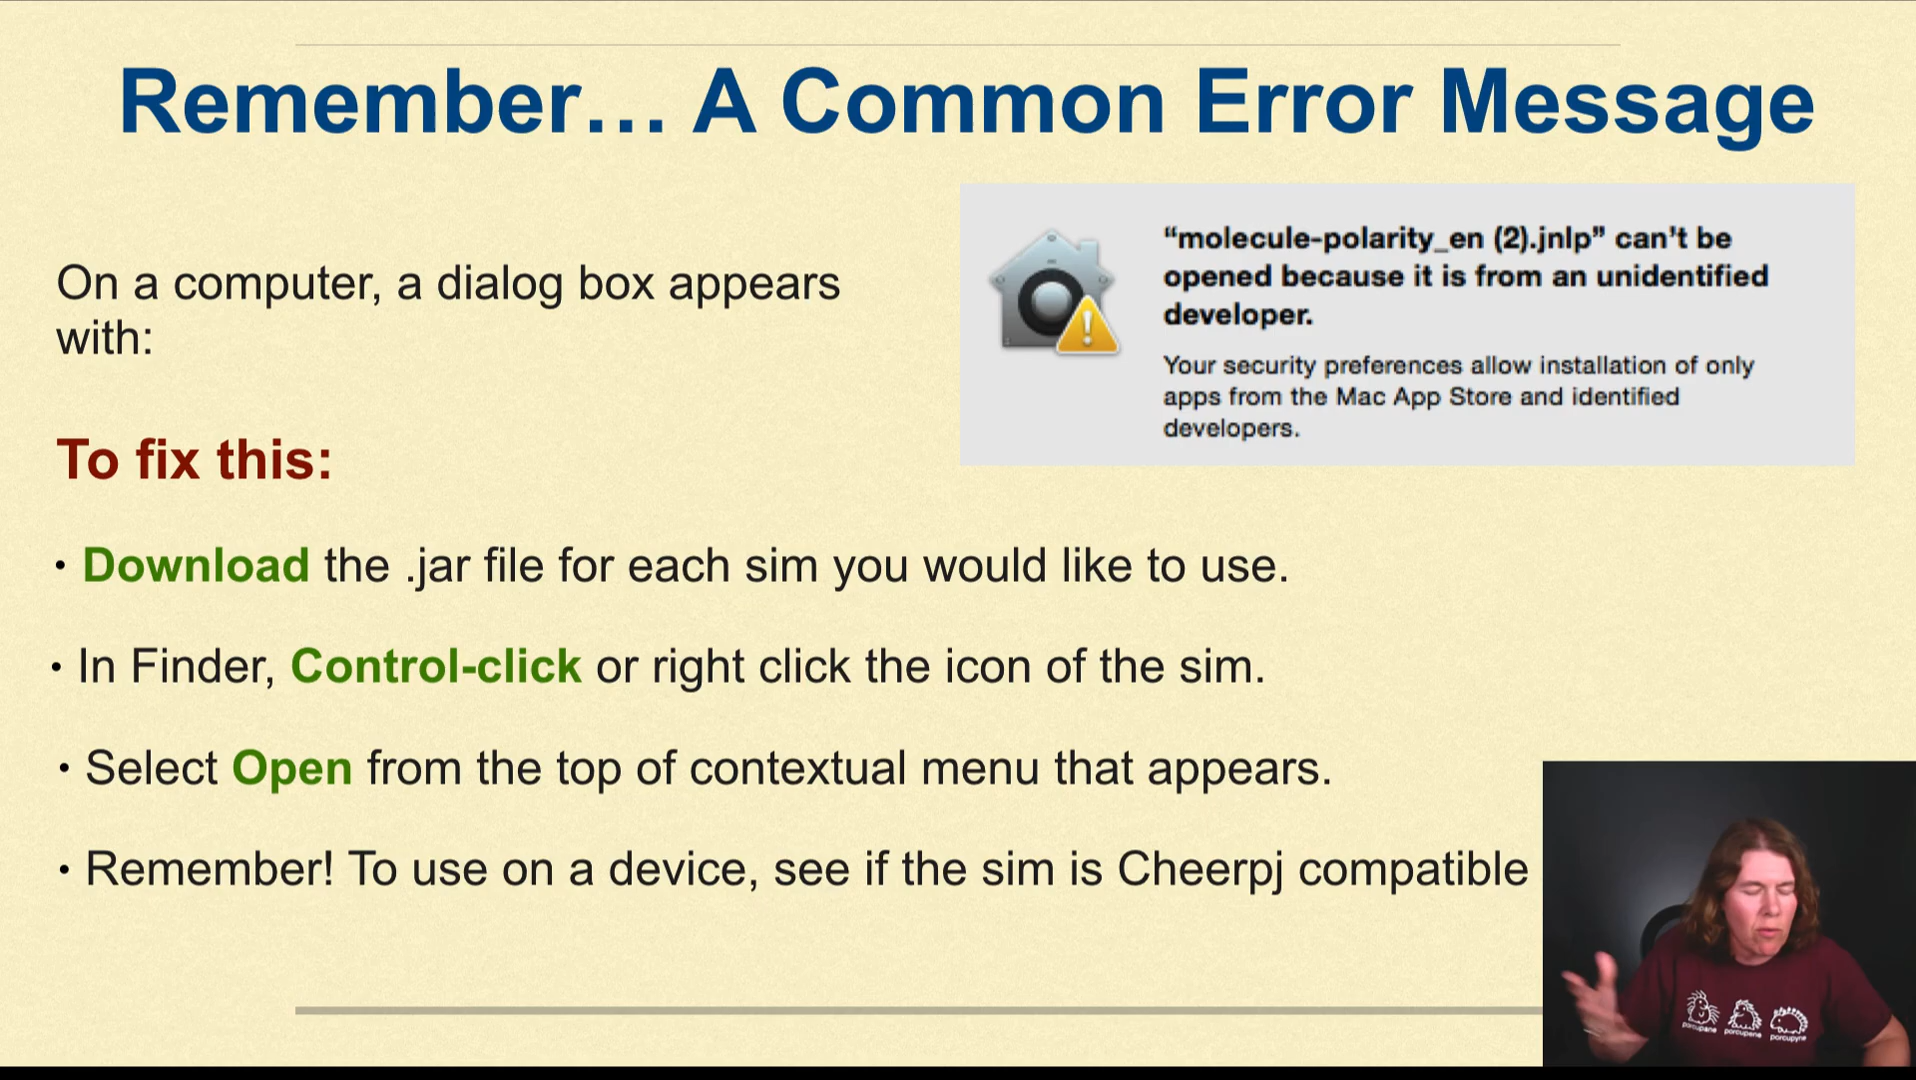 Remember… A Common Error Message
On a computer, a dialog box appears
with:
“molecule-polarity_en (2).jnlp” can’t be
opened because it is from an unidentified
developer.
Your security preferences allow installation of only
apps from the Mac App Store and identified
developers.
To fix this:
• Download the .jar file for each sim you would like to use.
• In Finder, Control-click or right click the icon of the sim.
• Select Open from the top of contextual menu that appears.
• Remember! To use on a device, see if the sim is Cheerpj compatible
porcupane porcupene porcupyne